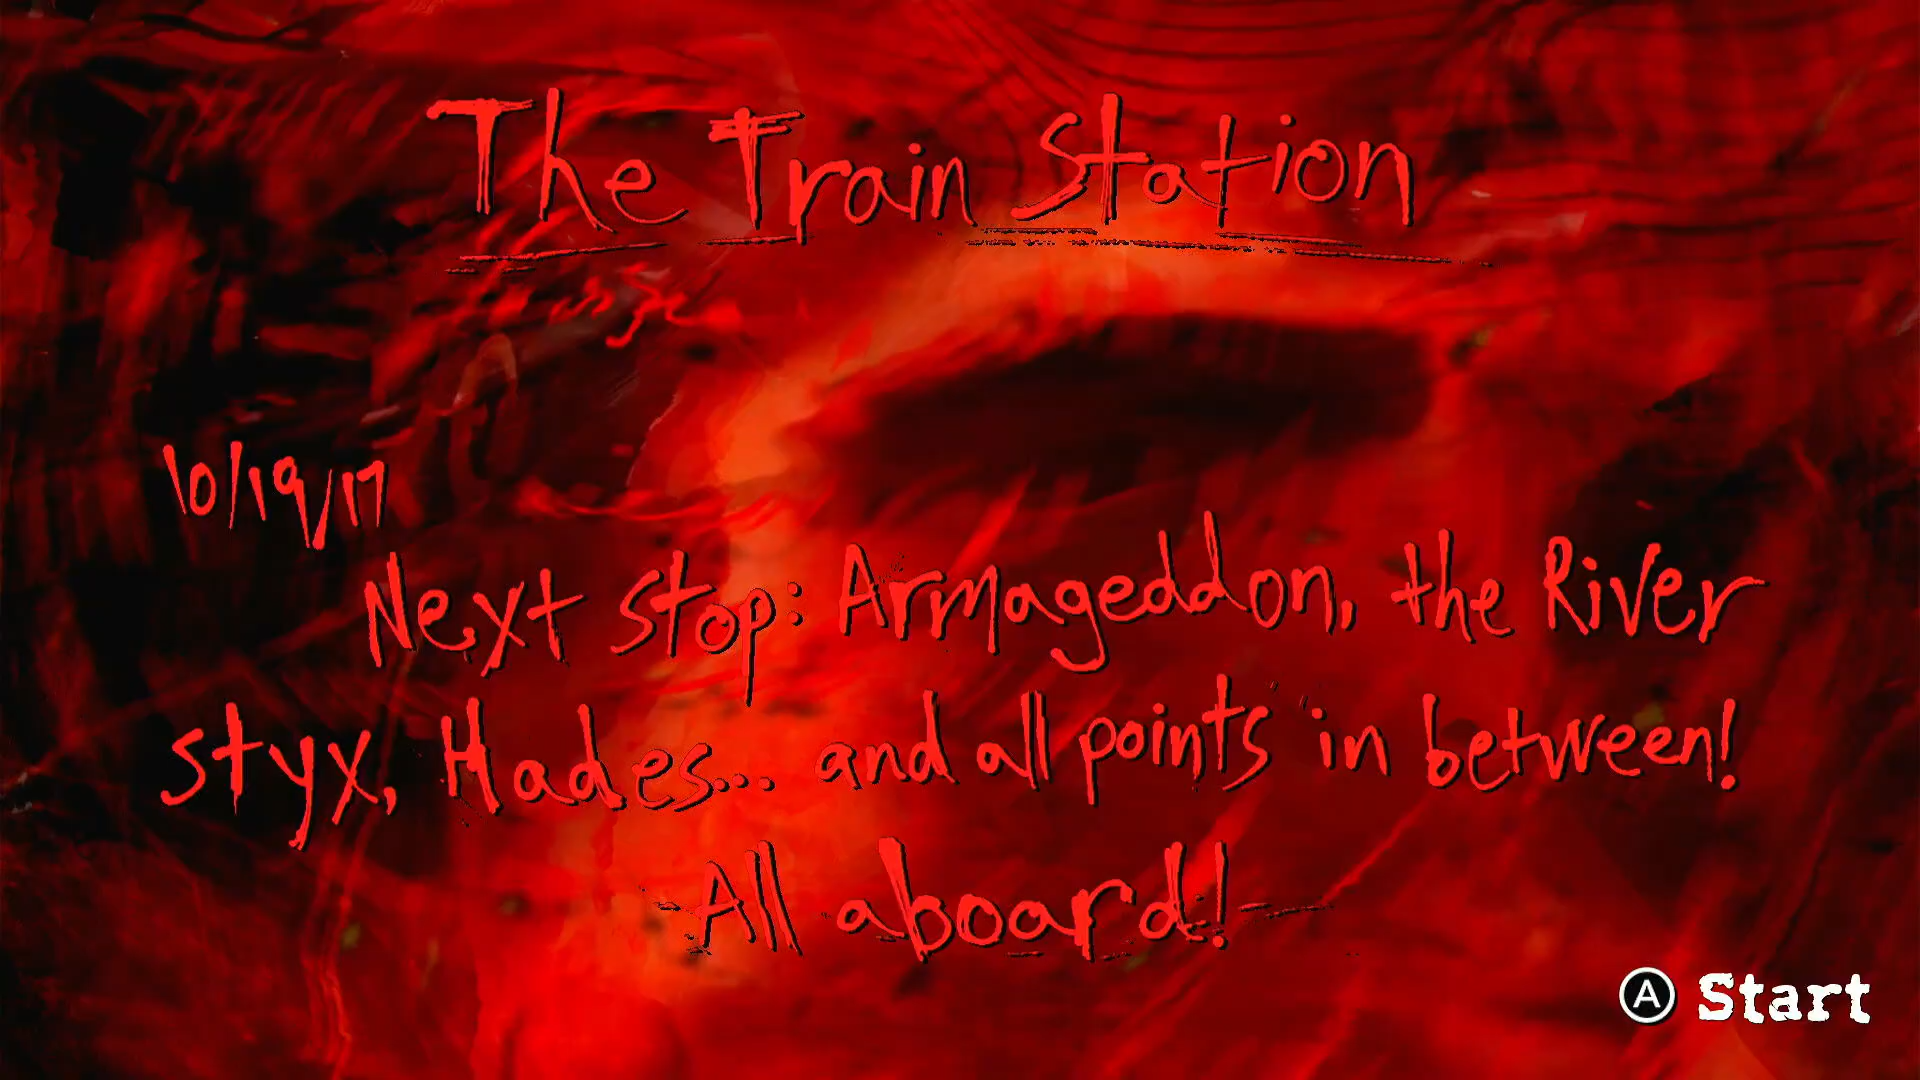 The Train Station
10/19/17
Next stop: Armageddon, the River
styx, Hades... and all points in between!
All aboard!
A Start